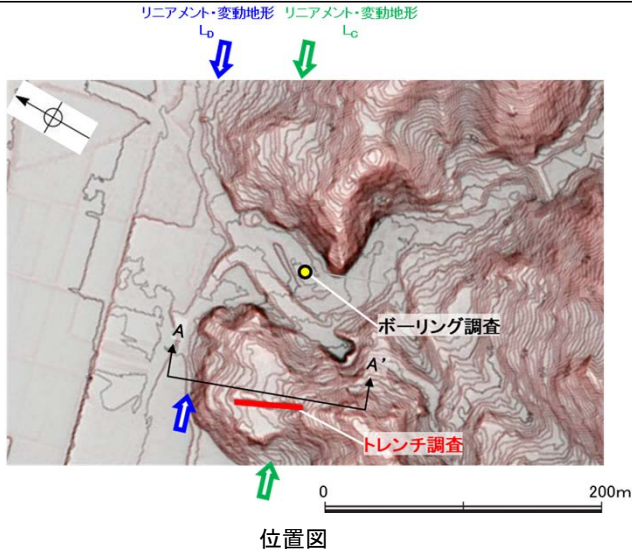 リニアメント・変動地形
L_D
リニアメント・変動地形
L_C
ボーリング調査
A
A'
トレンチ調査
0
200m
位置図